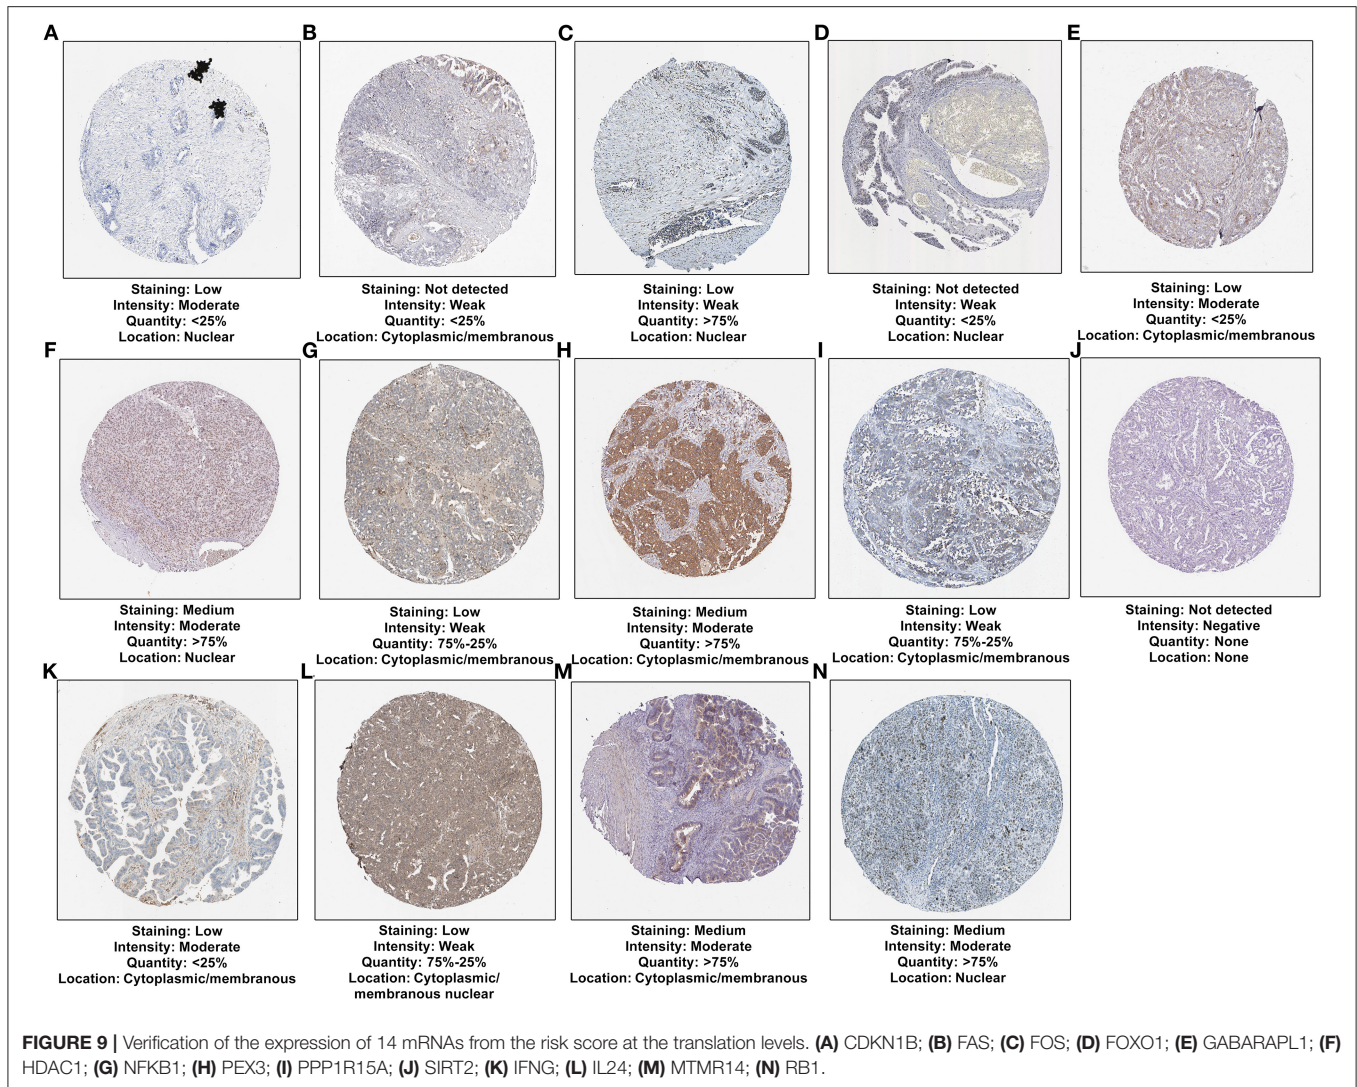 A
B
C
D
E
Staining: Low
Intensity: Moderate
Quantity: <25%
Location: Nuclear
Staining: Not detected
Intensity: Weak
Quantity: <25%
Location: Cytoplasmic/membranous
Staining: Low
Intensity: Weak
Quantity: >75%
Location: Nuclear
Staining: Not detected
Intensity: Weak
Quantity: <25%
Location: Nuclear
Staining: Low
Intensity: Moderate
Quantity: <25%
Location: Cytoplasmic/membranous
F
G
H
I
J
Staining: Medium
Intensity: Moderate
Quantity: >75%
Location: Nuclear
Staining: Low
Intensity: Weak
Quantity: 75%-25%
Location: Cytoplasmic/membranous
Staining: Medium
Intensity: Moderate
Quantity: >75%
Location: Cytoplasmic/membranous
Staining: Low
Intensity: Weak
Quantity: 75%-25%
Location: Cytoplasmic/membranous
Staining: Not detected
Intensity: Negative
Quantity: None
Location: None
K
L
M
N
Staining: Low
Intensity: Moderate
Quantity: <25%
Location: Cytoplasmic/membranous
Staining: Low
Intensity: Weak
Quantity: 75%-25%
Location: Cytoplasmic/
membranous nuclear
Staining: Medium
Intensity: Moderate
Quantity: >75%
Location: Cytoplasmic/membranous
Staining: Medium
Intensity: Moderate
Quantity: >75%
Location: Nuclear
FIGURE 9 | Verification of the expression of 14 mRNAs from the risk score at the translation levels. (A) CDKN1B; (B) FAS; (C) FOS; (D) FOXO1; (E) GABARAPL1; (F)
HDAC1; (G) NFKB1; (H) PEX3; (I) PPP1R15A; (J) SIRT2; (K) IFNG; (L) IL24; (M) MTMR14; (N) RB1.